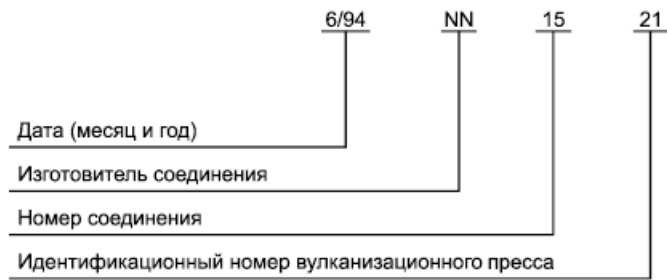 6/94 NN 15 21
Дата (месяц и год)
Изготовитель соединения
Номер соединения
Идентификационный номер вулканизационного пресса